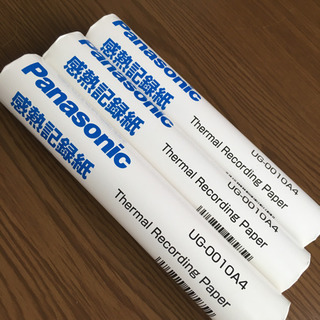 Panasonic
感熱記録紙
Thermal Recording Paper
UG-0010A4
Panasonic
感熱記録紙
Thermal Recording Paper
UG-0010A4
Panasonic
感熱記録紙
Thermal Recording Paper
UG-0010A4